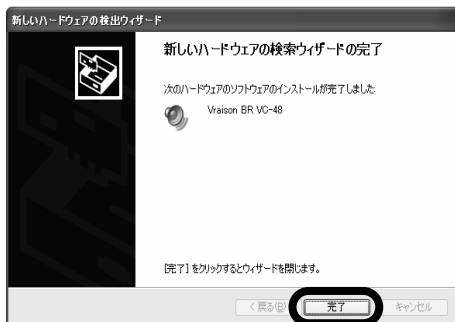 新しいハードウェアの検出ウィザード
新しいハードウェアの検索ウィザードの完了
次のハードウェアのソフトウェアのインストールが完了しました:
Vraison BR VC-48
[完了] をクリックするとウィザードを閉じます。
< 戻る(B)
完了
キャンセル